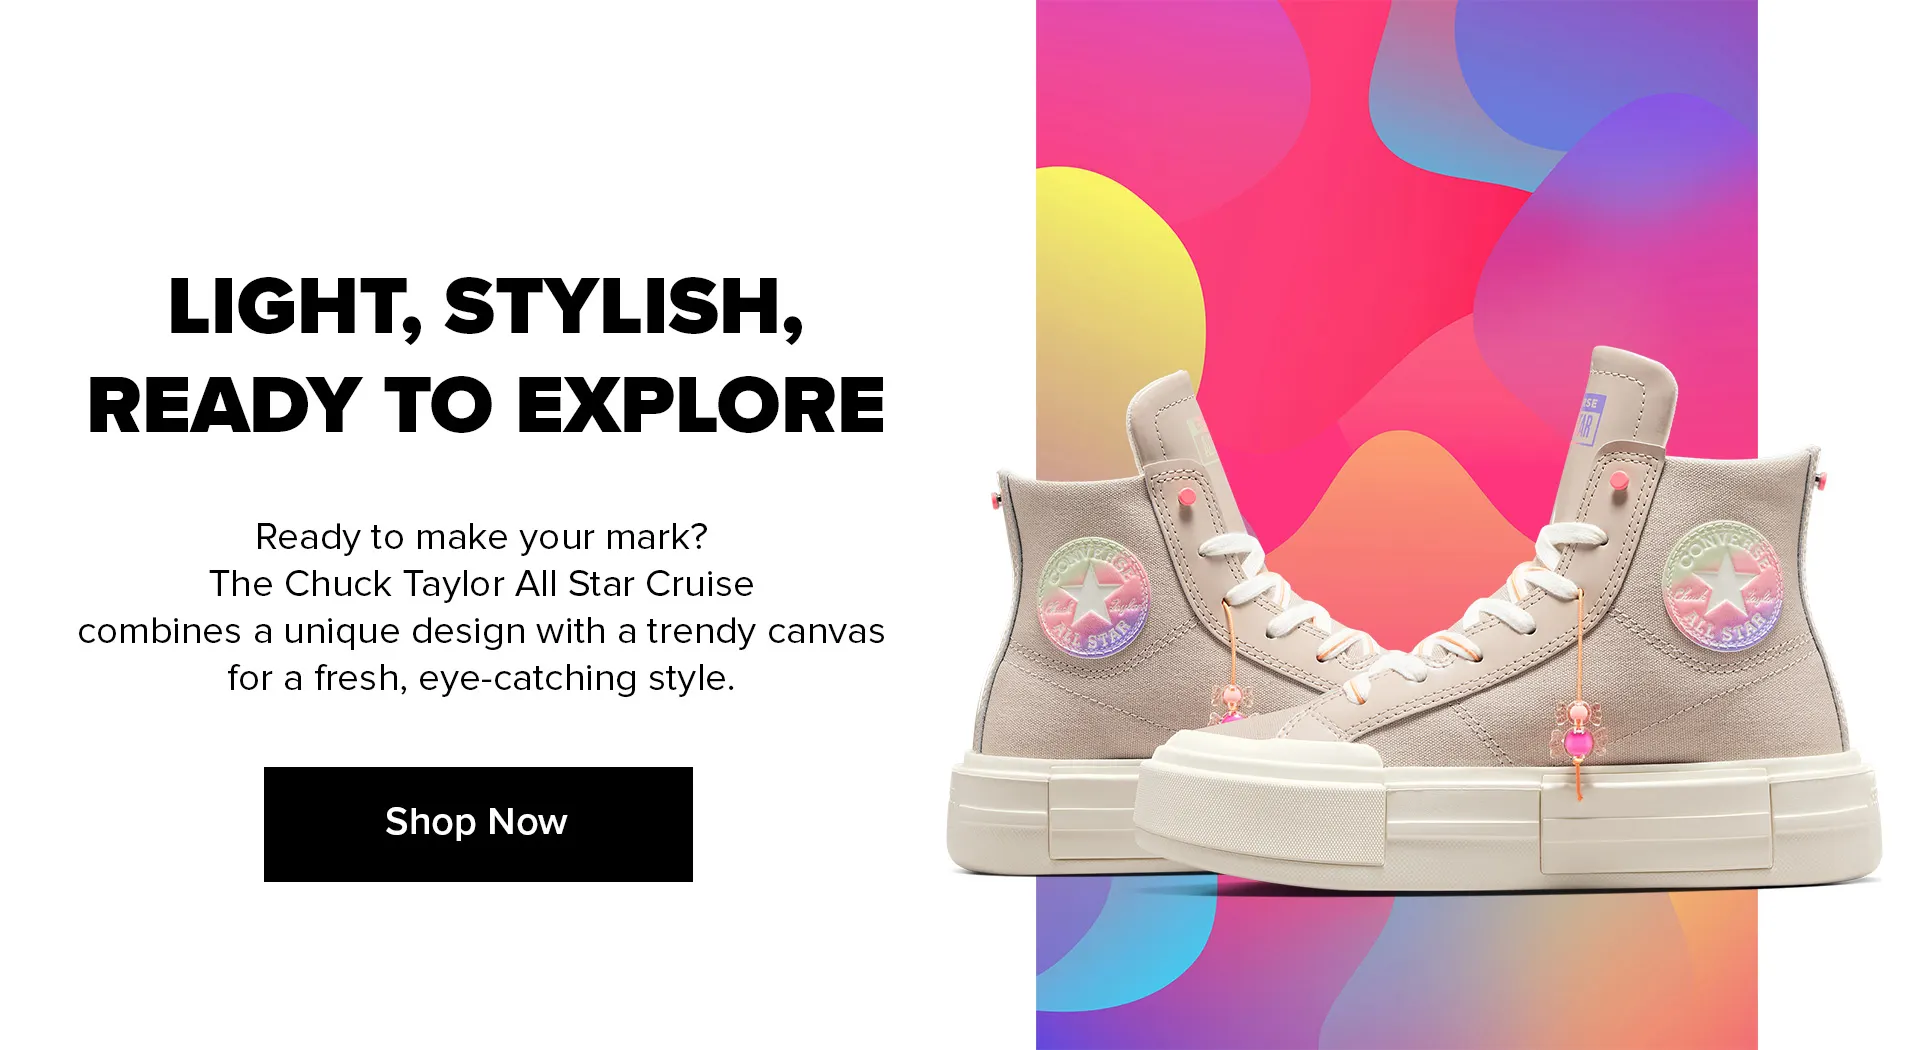 LIGHT, STYLISH,
READY TO EXPLORE
Ready to make your mark?
The Chuck Taylor All Star Cruise
combines a unique design with a trendy canvas
for a fresh, eye-catching style.
Shop Now
CONVERSE
Chuck Taylor
ALL STAR
CONVERSE
Chuck Taylor
ALL STAR